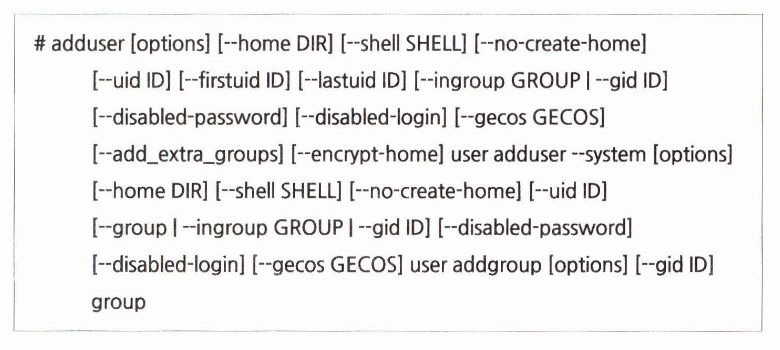 # adduser [options] [--home DIR] [--shell SHELL] [--no-create-home]
[--uid ID] [--firstuid ID] [--lastuid ID] [--ingroup GROUP | --gid ID]
[--disabled-password] [--disabled-login] [--gecos GECOS]
[--add_extra_groups] [--encrypt-home] user adduser --system [options]
[--home DIR] [--shell SHELL] [--no-create-home] [--uid ID]
[--group | --ingroup GROUP | --gid ID] [--disabled-password]
[--disabled-login] [--gecos GECOS] user addgroup [options] [--gid ID]
group